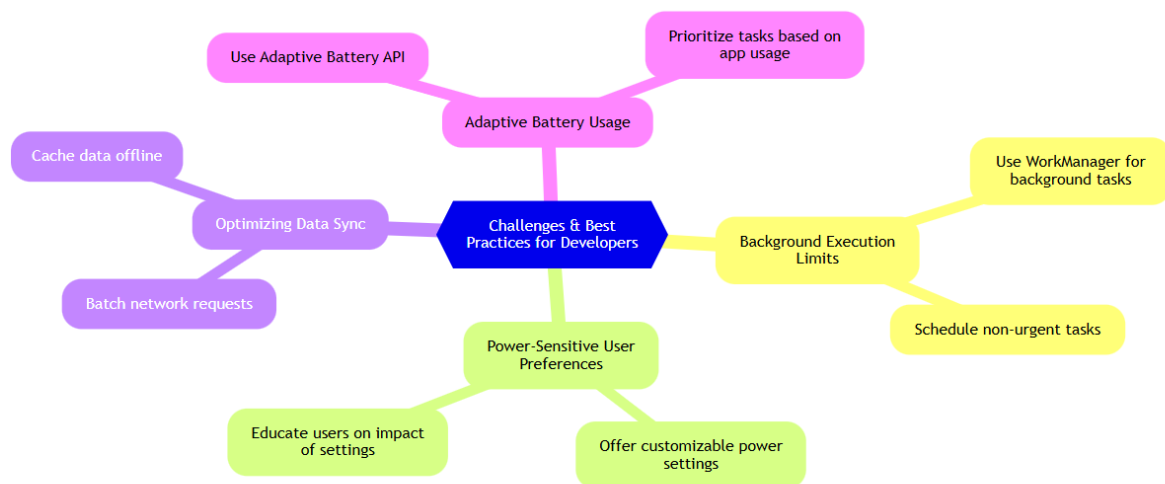 Prioritize tasks based on
app usage
Use Adaptive Battery API
Adaptive Battery Usage
Cache data offline
Use WorkManager for
background tasks
Optimizing Data Sync
Challenges & Best
Practices for Developers
Background Execution
Limits
Batch network requests
Schedule non-urgent tasks
Power-Sensitive User
Preferences
Educate users on impact
of settings
Offer customizable power
settings